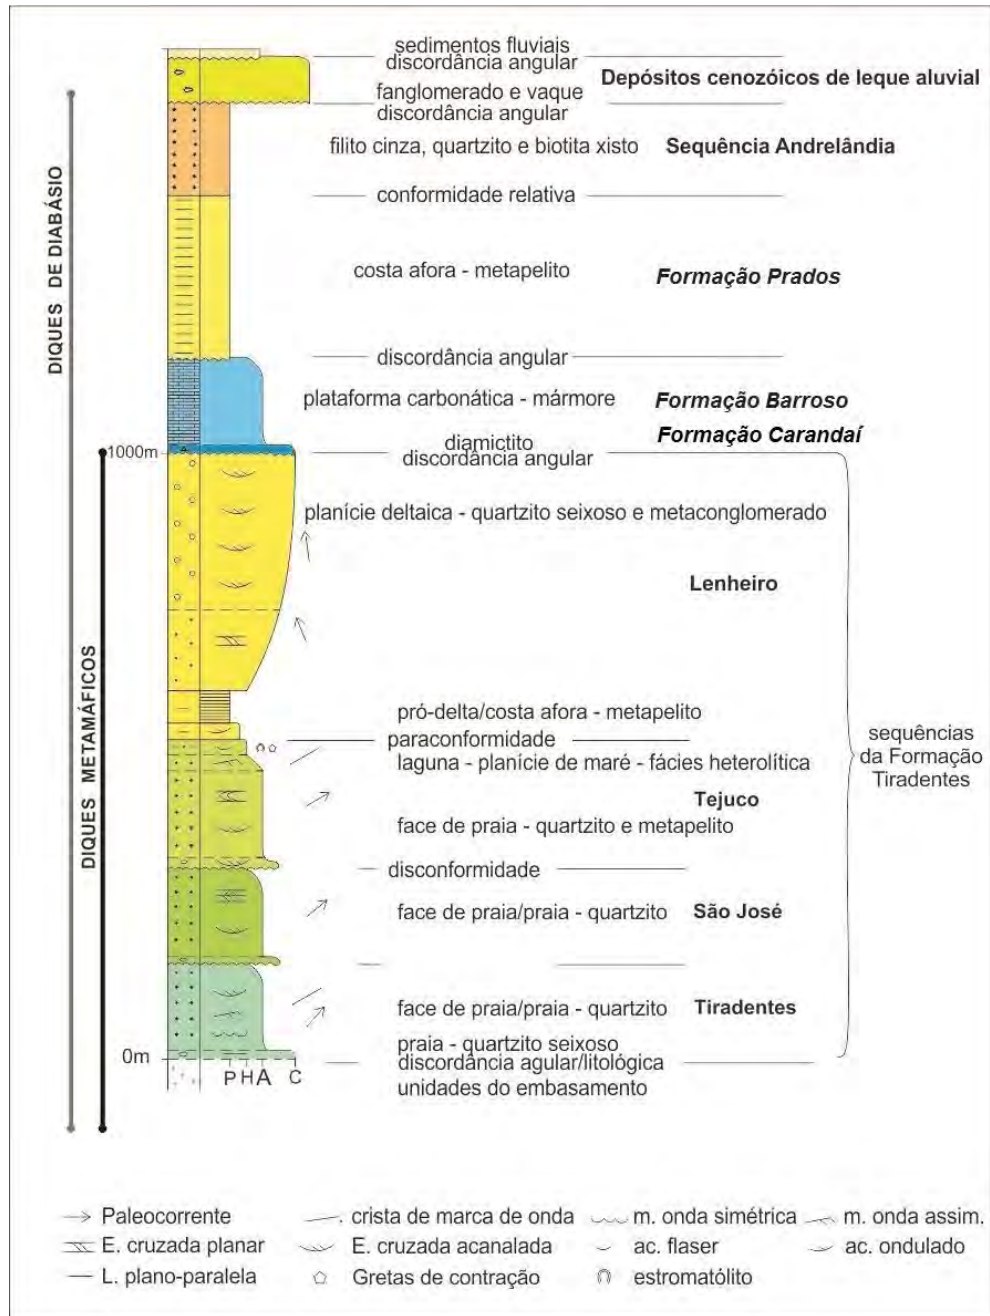 sedimentos fluviais
discordância angular
Depósitos cenozóicos de leque aluvial
fanglomerado e vaque
discordância angular
filito cinza, quartzito e biotita xisto Sequência Andrelândia
conformidade relativa
DIQUES DE DIABÁSIO
costa afora - metapelito Formação Prados
discordância angular
plataforma carbonática - mármore Formação Barroso
Formação Carandaí
diamictito
1000m
discordância angular
planície deltaica - quartzito seixoso e metaconglomerado
Lenheiro
DIQUES METAMÁFICOS
pró-delta/costa afora - metapelito
paraconformidade
laguna - planície de maré - fácies heterolítica
sequências
da Formação
Tiradentes
Tejuco
face de praia - quartzito e metapelito
disconformidade
face de praia/praia - quartzito São José
face de praia/praia - quartzito Tiradentes
praia - quartzito seixoso
0m
discordância agular/litológica
P H A C
unidades do embasamento
Paleocorrente crista de marca de onda m. onda simétrica m. onda assim.
E. cruzada planar E. cruzada acanalada ac. flaser ac. ondulado
L. plano-paralela Gretas de contração estromatólito